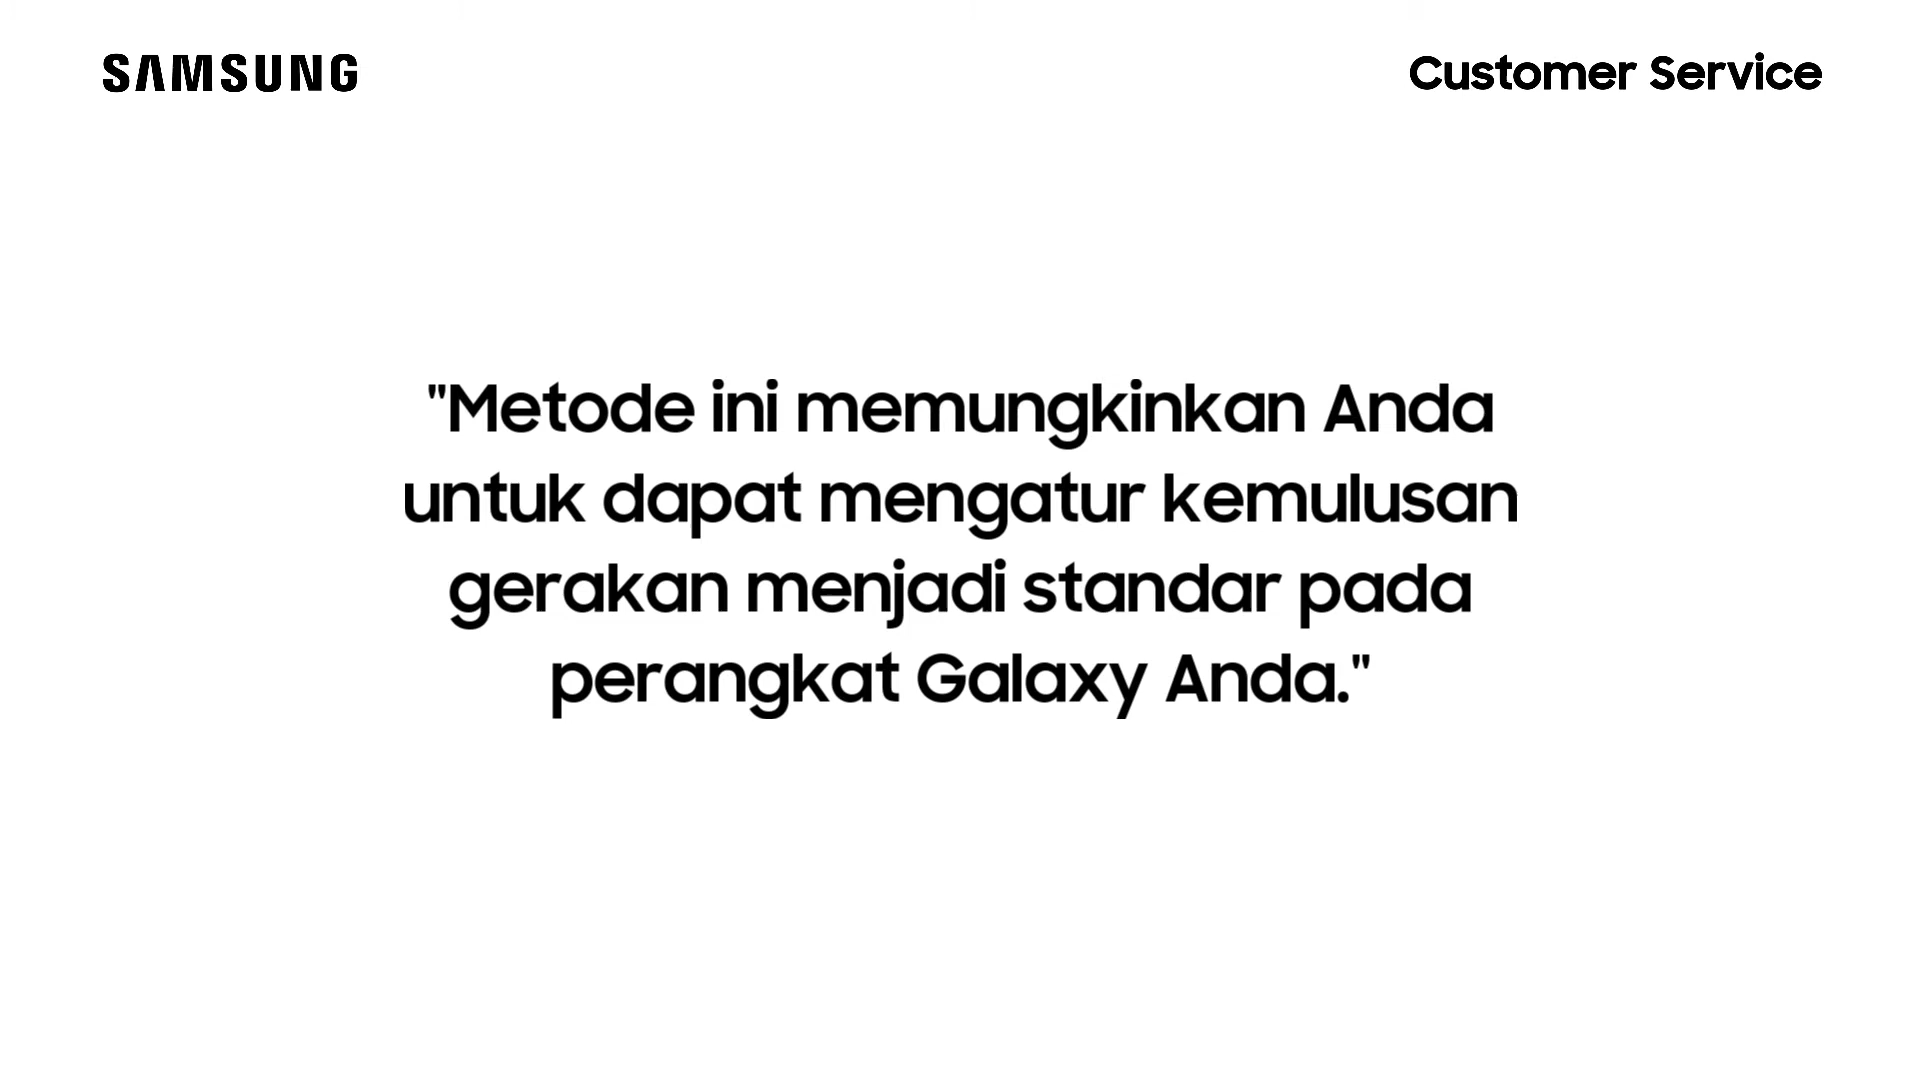 SAMSUNG
Customer Service
"Metode ini memungkinkan Anda
untuk dapat mengatur kemulusan
gerakan menjadi standar pada
perangkat Galaxy Anda."